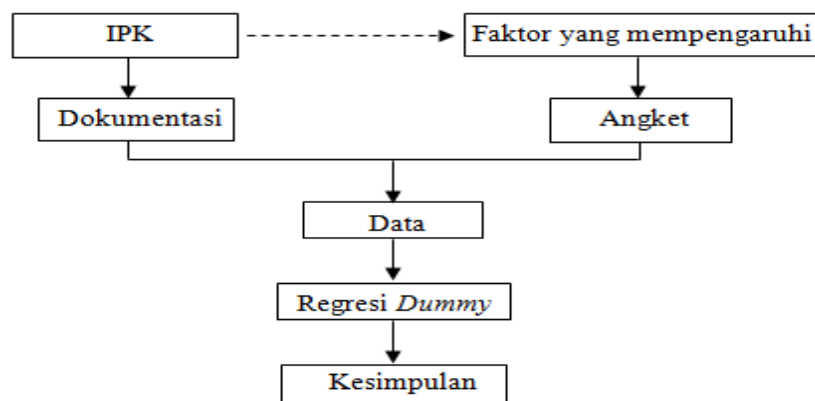 IPK
Faktor yang mempengaruhi
Dokumentasi
Angket
Data
Regresi Dummy
Kesimpulan